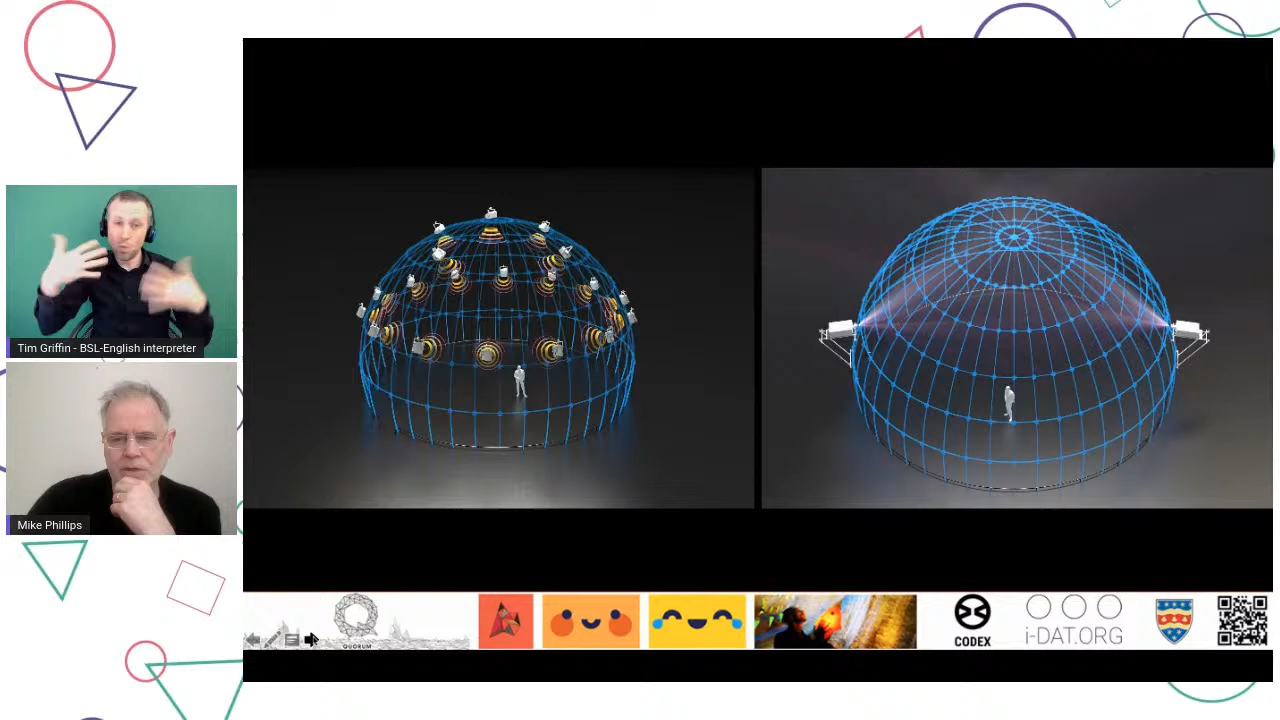 Tim Griffin - BSL-English interpreter
Mike Phillips
QUORUM
CODEX
i-DAT.ORG